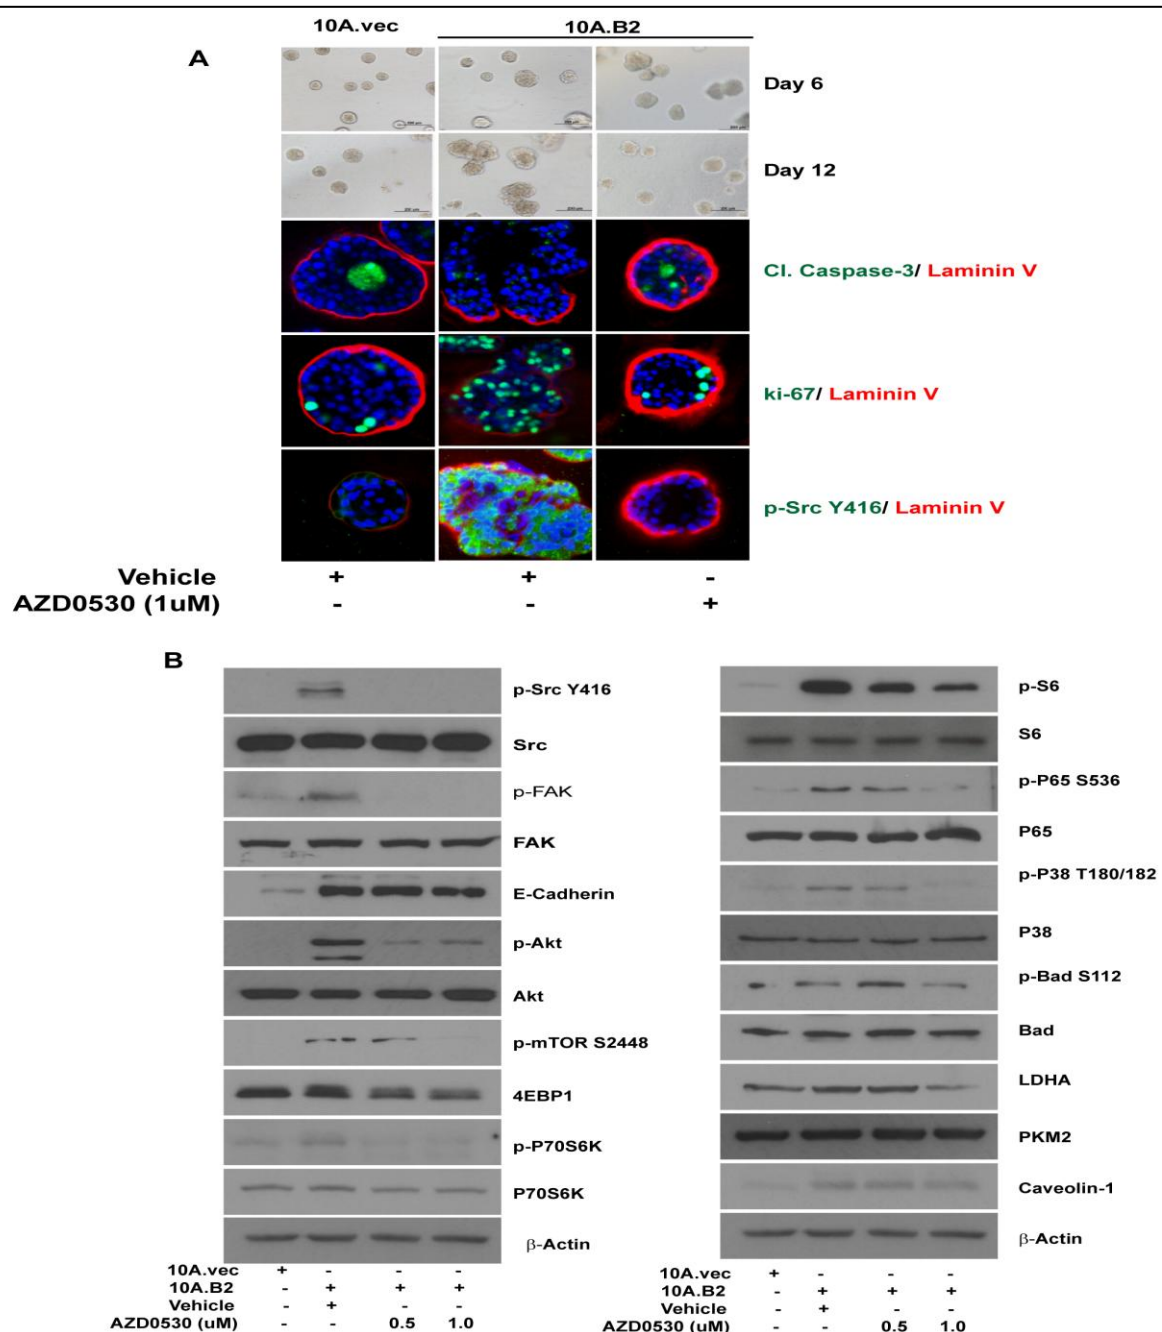 10A.vec 10A.B2
A
Day 6
Day 12
Cl. Caspase-3/ Laminin V
ki-67/ Laminin V
p-Src Y416/ Laminin V
Vehicle + + -
AZD0530 (1uM) - - +
B
p-Src Y416
Src
p-FAK
FAK
E-Cadherin
p-Akt
Akt
p-mTOR S2448
4EBP1
p-P70S6K
P70S6K
β-Actin
10A.vec + - - -
10A.B2 - + + +
Vehicle - + - -
AZD0530 (uM) - - 0.5 1.0
p-S6
S6
p-P65 S536
P65
p-P38 T180/182
P38
p-Bad S112
Bad
LDHA
PKM2
Caveolin-1
β-Actin
10A.vec + - - -
10A.B2 - + + +
Vehicle - + - -
AZD0530 (uM) - - 0.5 1.0